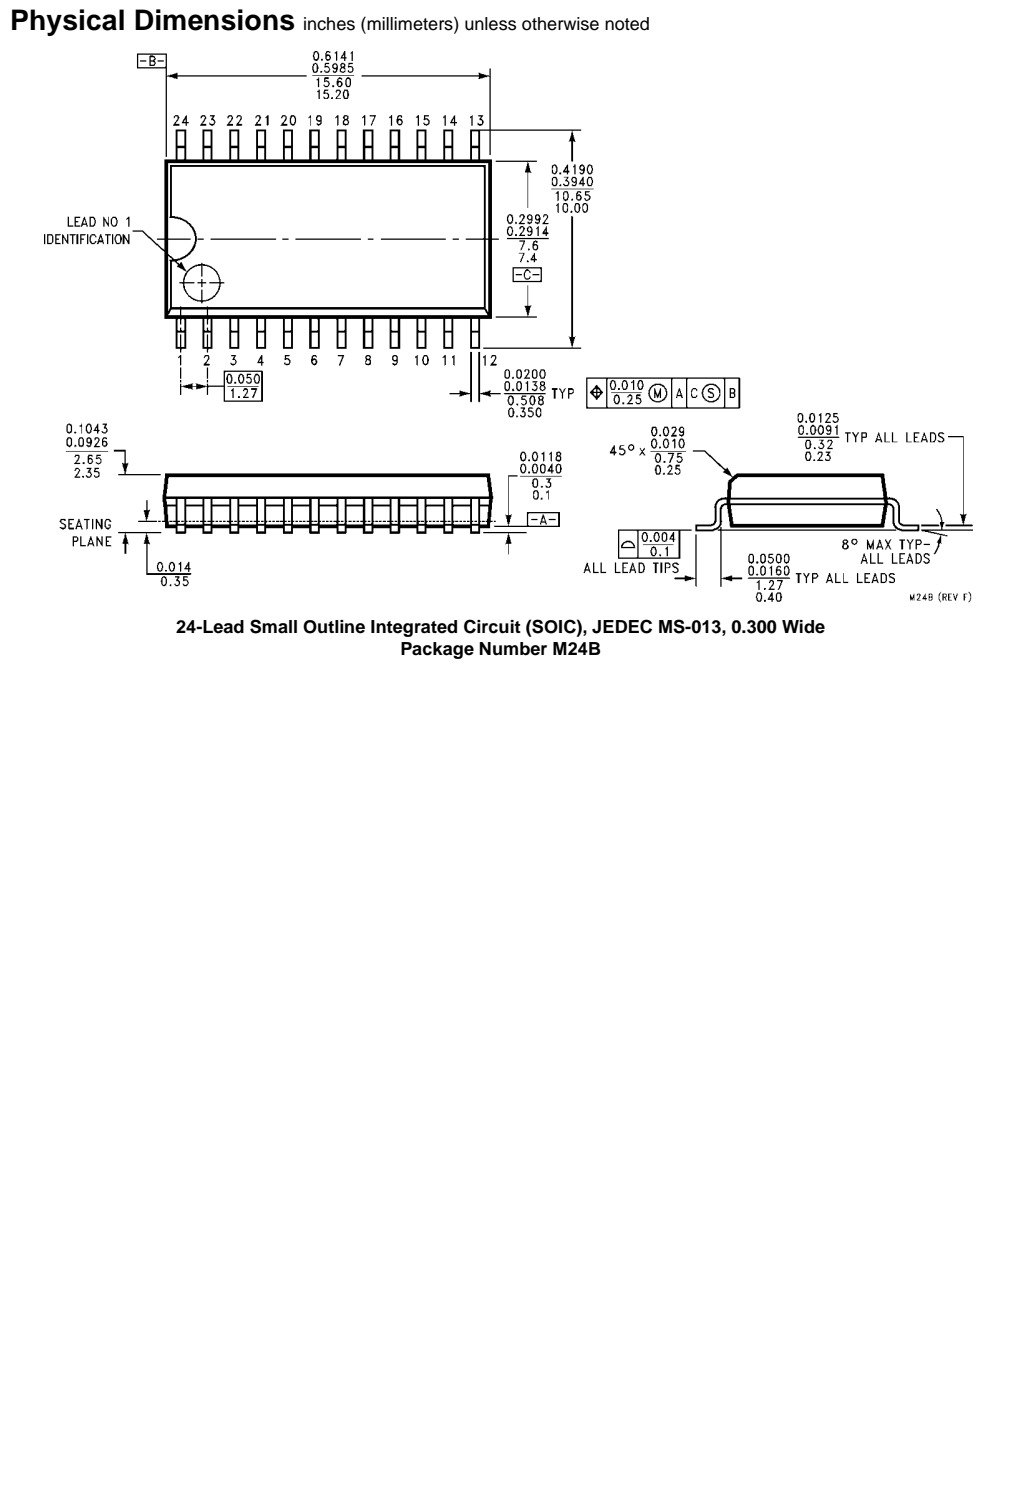 Physical Dimensions inches (millimeters) unless otherwise noted
-B-
0.6141
0.5985
15.60
15.20
24 23 22 21 20 19 18 17 16 15 14 13
0.4190
0.3940
10.65
10.00
LEAD NO 1
IDENTIFICATION
0.2992
0.2914
7.6
7.4
-C-
1 2 3 4 5 6 7 8 9 10 11 12
0.050
1.27
0.0200
0.0138
0.508
0.350
TYP
0.010
0.25
M A C S B
0.1043
0.0926
2.65
2.35
0.0118
0.0040
0.3
0.1
-A-
SEATING
PLANE
0.014
0.35
45° x
0.029
0.010
0.75
0.25
0.0125
0.0091
0.32
0.23
TYP ALL LEADS
0.004
0.1
ALL LEAD TIPS
8° MAX TYP-
ALL LEADS
0.0500
0.0160
1.27
0.40
TYP ALL LEADS
M24B (REV F)
24-Lead Small Outline Integrated Circuit (SOIC), JEDEC MS-013, 0.300 Wide
Package Number M24B